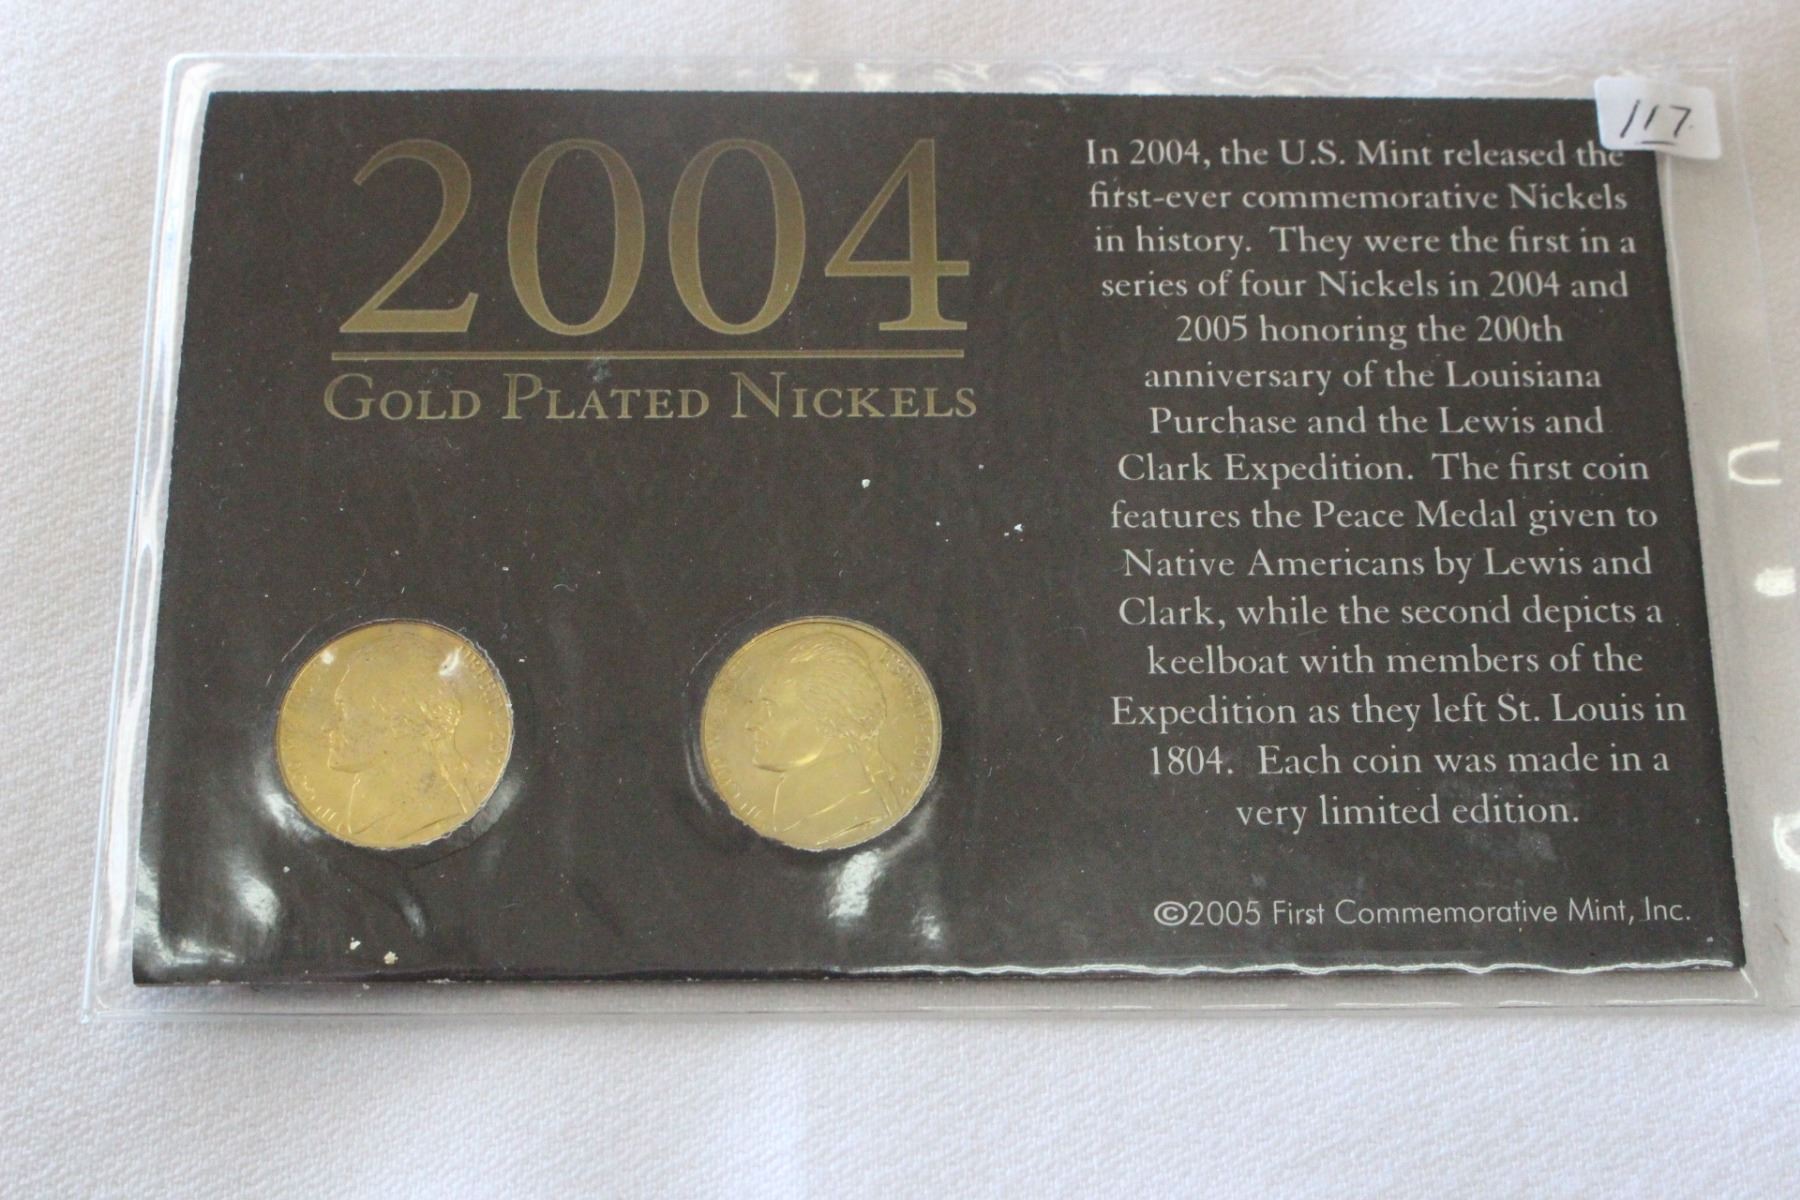 2004
GOLD PLATED NICKELS
117
In 2004, the U.S. Mint released the
first-ever commemorative Nickels
in history. They were the first in a
series of four Nickels in 2004 and
2005 honoring the 200th
anniversary of the Louisiana
Purchase and the Lewis and
Clark Expedition. The first coin
features the Peace Medal given to
Native Americans by Lewis and
Clark, while the second depicts a
keelboat with members of the
Expedition as they left St. Louis in
1804. Each coin was made in a
very limited edition.
©2005 First Commemorative Mint, Inc.